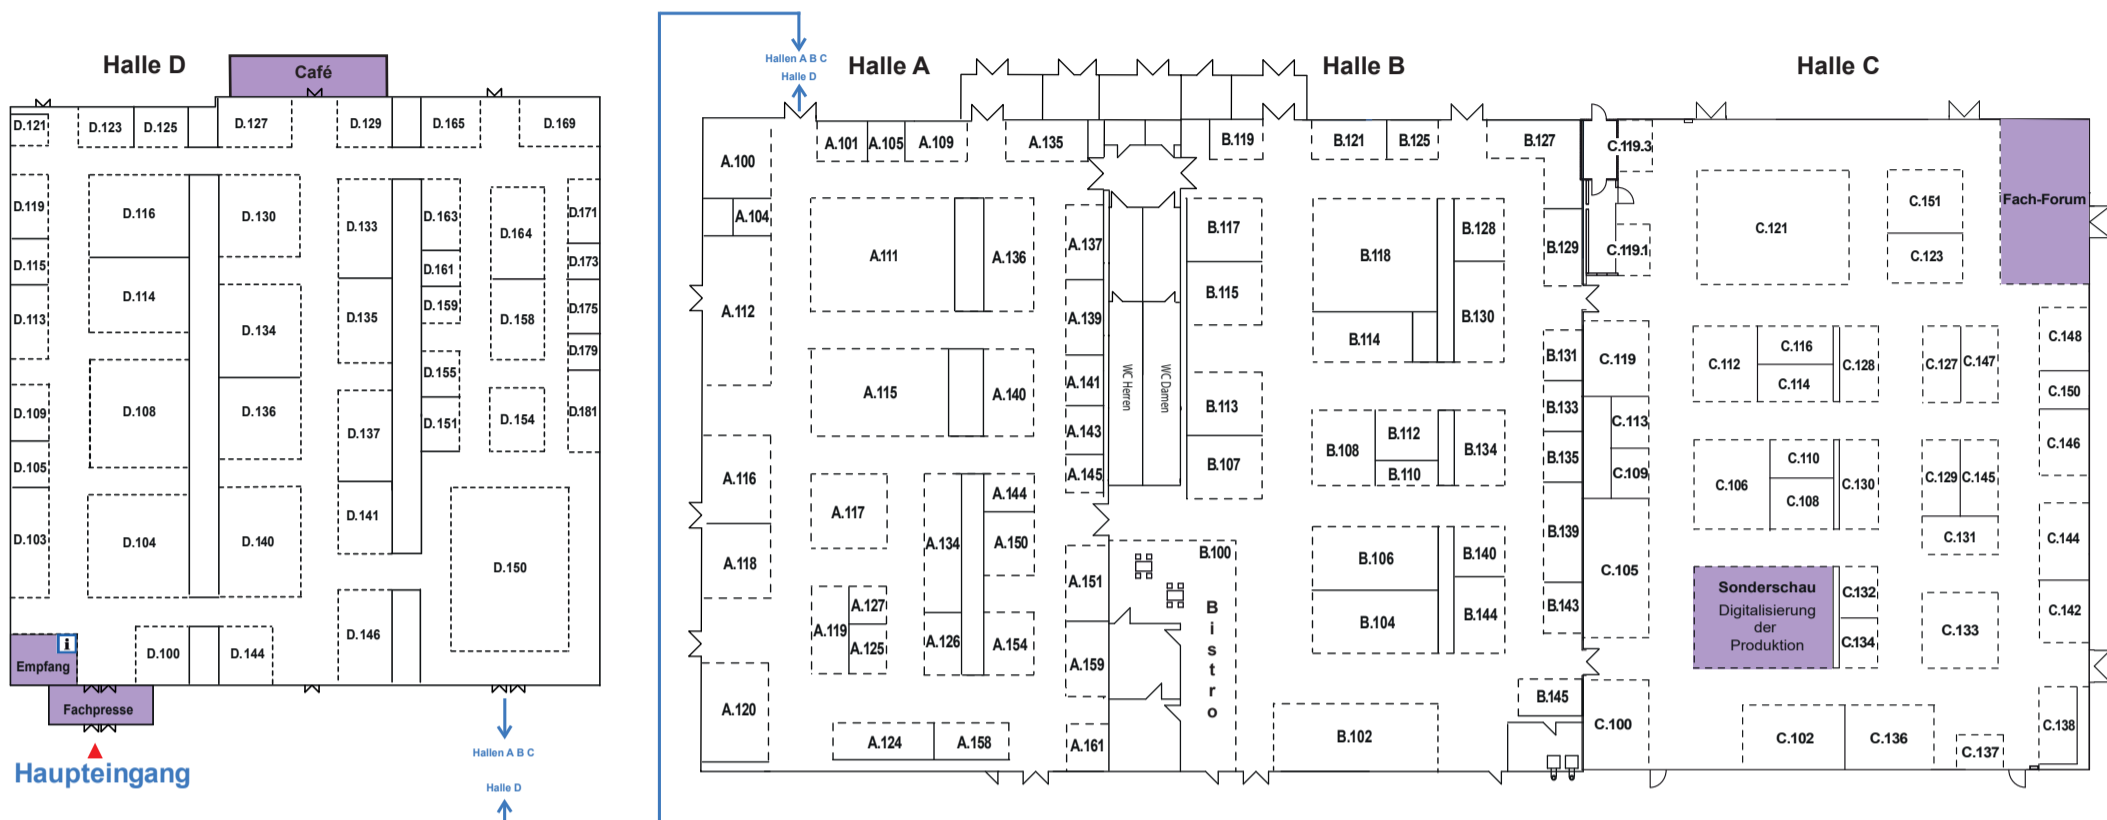 Halle D
Café
D.121
D.123
D.125
D.127
D.129
D.165
D.169
D.119
D.116
D.130
D.133
D.163
D.164
D.171
D.115
D.161
D.173
D.113
D.114
D.134
D.135
D.159
D.158
D.175
D.179
D.155
D.109
D.108
D.136
D.137
D.151
D.154
D.181
D.105
D.103
D.104
D.140
D.141
D.150
D.146
Empfang
i
D.100
D.144
Fachpresse
Haupteingang
Hallen A B C
Halle D
Hallen A B C
Halle D
Halle A
A.100
A.101
A.105
A.109
A.135
A.104
A.111
A.136
A.137
A.112
A.139
A.115
A.140
A.141
A.143
A.145
A.116
A.117
A.144
A.134
A.150
A.118
A.151
A.127
A.119
A.125
A.126
A.154
A.159
A.120
A.124
A.158
A.161
WC Herren
WC Damen
Halle B
B.119
B.121
B.125
B.127
B.117
B.118
B.128
B.129
B.115
B.130
B.114
B.131
B.113
B.133
B.108
B.112
B.134
B.107
B.110
B.135
B.100
Bistro
B.106
B.140
B.139
B.104
B.144
B.143
B.145
B.102
Halle C
C.119.3
Fach-Forum
C.121
C.151
C.119.1
C.123
C.119
C.112
C.116
C.114
C.128
C.127
C.147
C.148
C.150
C.113
C.109
C.106
C.110
C.108
C.130
C.129
C.145
C.146
C.131
C.144
C.105
Sonderschau
Digitalisierung
der
Produktion
C.132
C.134
C.133
C.142
C.100
C.102
C.136
C.137
C.138